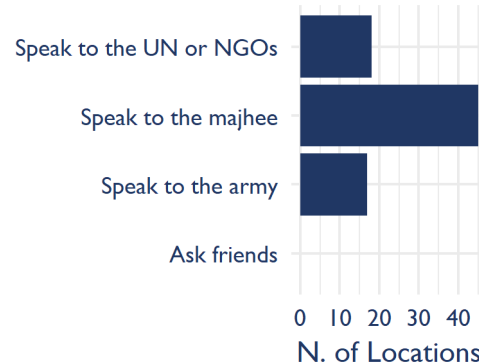 Speak to the UN or NGOs
Speak to the majhee
Speak to the army
Ask friends
0 10 20 30 40
N. of Locations